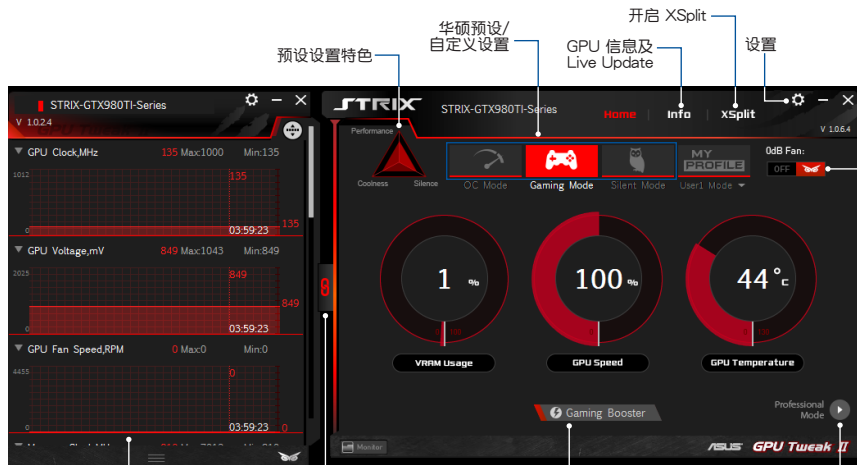 开启 XSplit
华硕预设/
自定义设置
预设设置特色
GPU 信息及
Live Update
设置
STRIX-GTX980TI-Series
V 1.0.2.4
GPU Clock,MHz 135 Max:1000 Min:135
1012
135
135
0
03:59:23
GPU Voltage,mV 849 Max:1043 Min:849
2025
849
849
0
03:59:23
GPU Fan Speed,RPM 0 Max:0 Min:0
4455
0
0
0
03:59:23
STRIX
STRIX-GTX980TI-Series
Home
Info
XSplit
V 1.0.6.4
Performance
Coolness
Silence
OC Mode
Gaming Mode
Silent Mode
MY
PROFILE
User1 Mode
0dB Fan:
OFF
1 %
0 100
VRAM Usage
100 %
0
GPU Speed
44 °c
0 130
GPU Temperature
Gaming Booster
Professional
Mode
Monitor
ASUS GPU Tweak II